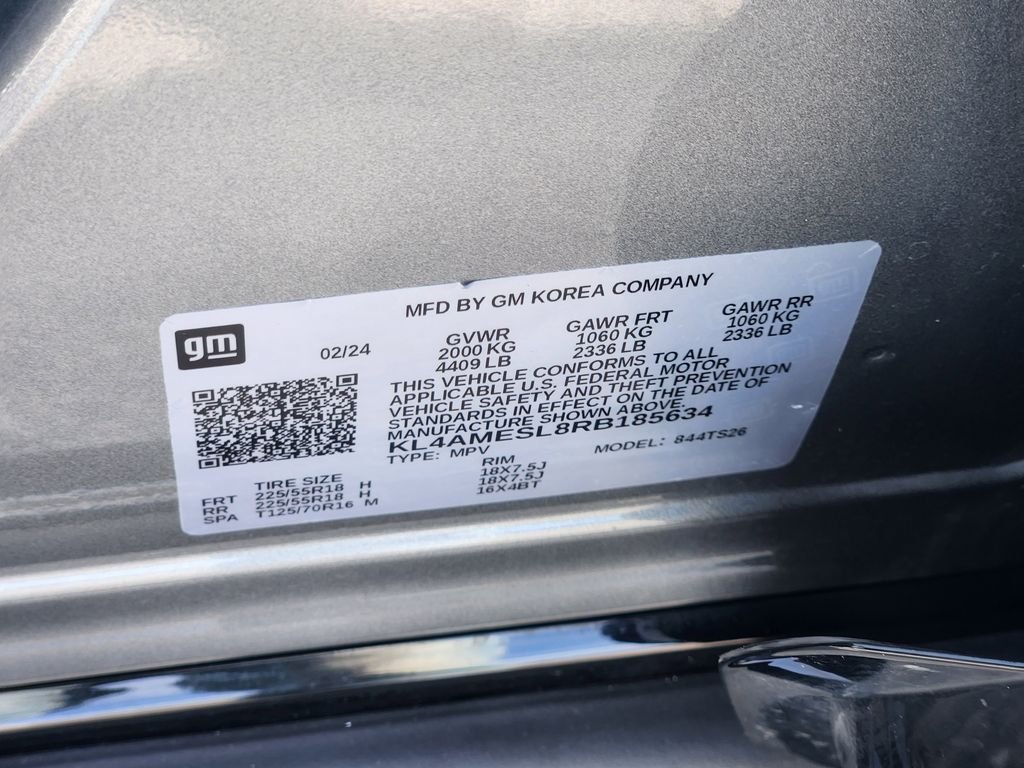 MFD BY GM KOREA COMPANY
gm
02/24
GVWR GAWR FRT GAWR RR
2000 KG 1060 KG 1060 KG
4409 LB 2336 LB 2336 LB
THIS VEHICLE CONFORMS TO ALL
APPLICABLE U.S. FEDERAL MOTOR
VEHICLE SAFETY AND THEFT PREVENTION
STANDARDS IN EFFECT ON THE DATE OF
MANUFACTURE SHOWN ABOVE.
KL4AMESL8RB185634
TYPE: MPV MODEL: 844TS26
TIRE SIZE RIM
FRT 225/55R18 H 18X7.5J
RR 225/55R18 H 18X7.5J
SPA T125/70R16 M 16X4BT